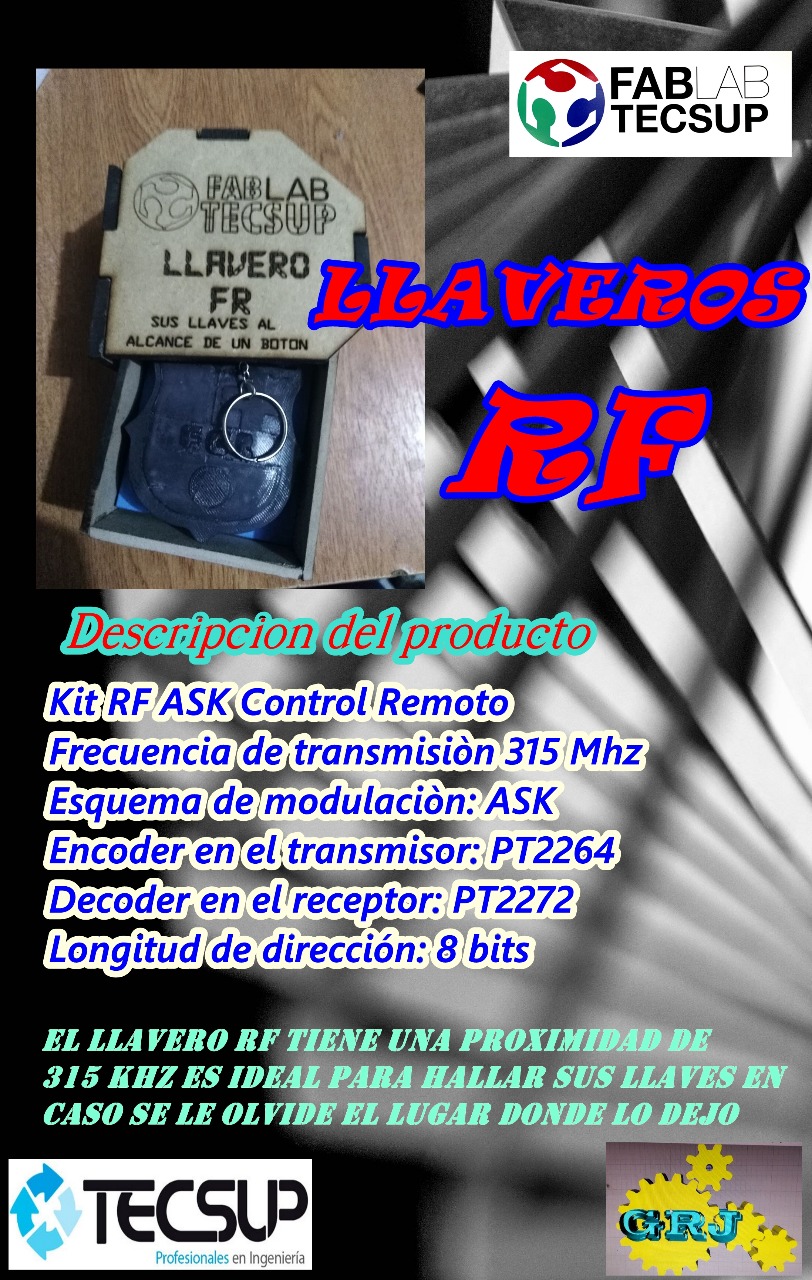 FABLAB
TECSUP
FABLAB
TECSUP
LLAVERO
FR
SUS LLAVES AL
ALCANCE DE UN BOTON
LLAVEROS
RF
Descripcion del producto
Kit RF ASK Control Remoto
Frecuencia de transmisiòn 315 Mhz
Esquema de modulaciòn: ASK
Encoder en el transmisor: PT2264
Decoder en el receptor: PT2272
Longitud de dirección: 8 bits
EL LLAVERO RF TIENE UNA PROXIMIDAD DE
315 KHZ ES IDEAL PARA HALLAR SUS LLAVES EN
CASO SE LE OLVIDE EL LUGAR DONDE LO DEJO
TECSUP
Profesionales en Ingeniería
GRJ